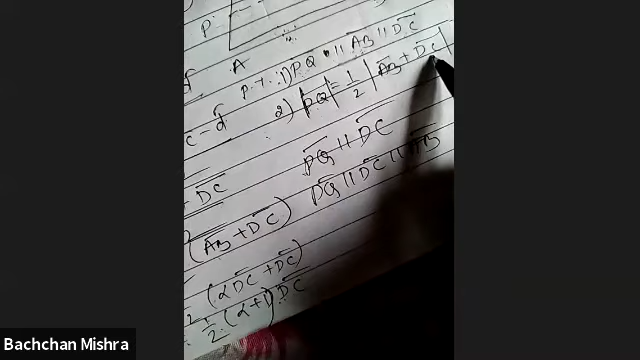 P
A
P.T. :1) PQ || AB || DC
2) |PQ| = 1/2 |AB + DC|
c - d
PQ || DC
DC
PQ || DC || AB
(AB + DC)
(αDC + DC)
1/2 (α+1) DC
Bachchan Mishra